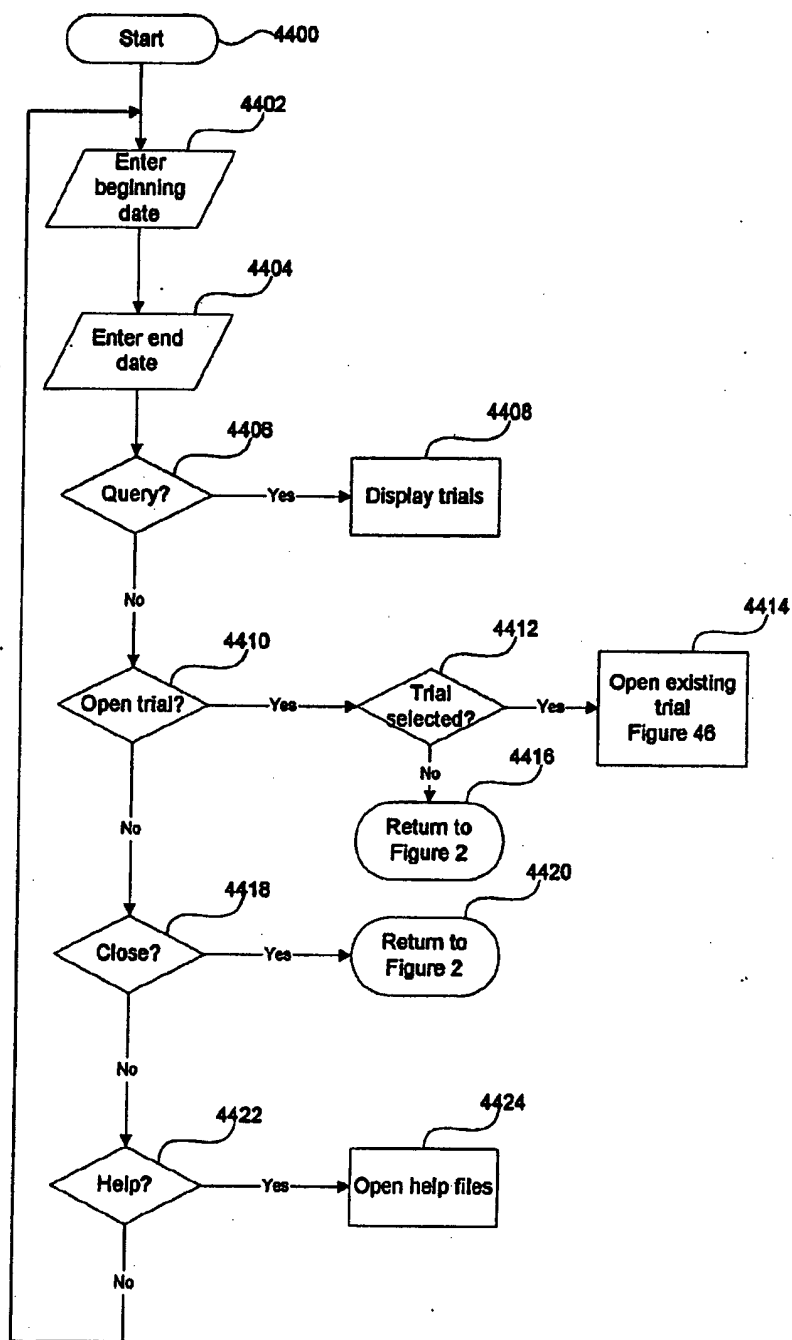 Start
4400
4402
Enter
beginning
date
4404
Enter end
date
4406
4408
Query?
Yes
Display trials
No
4410
4412
4414
Open trial?
Yes
Trial
selected?
Yes
Open existing
trial
Figure 46
No
No
4416
Return to
Figure 2
4418
4420
Close?
Yes
Return to
Figure 2
No
4422
4424
Help?
Yes
Open help files
No